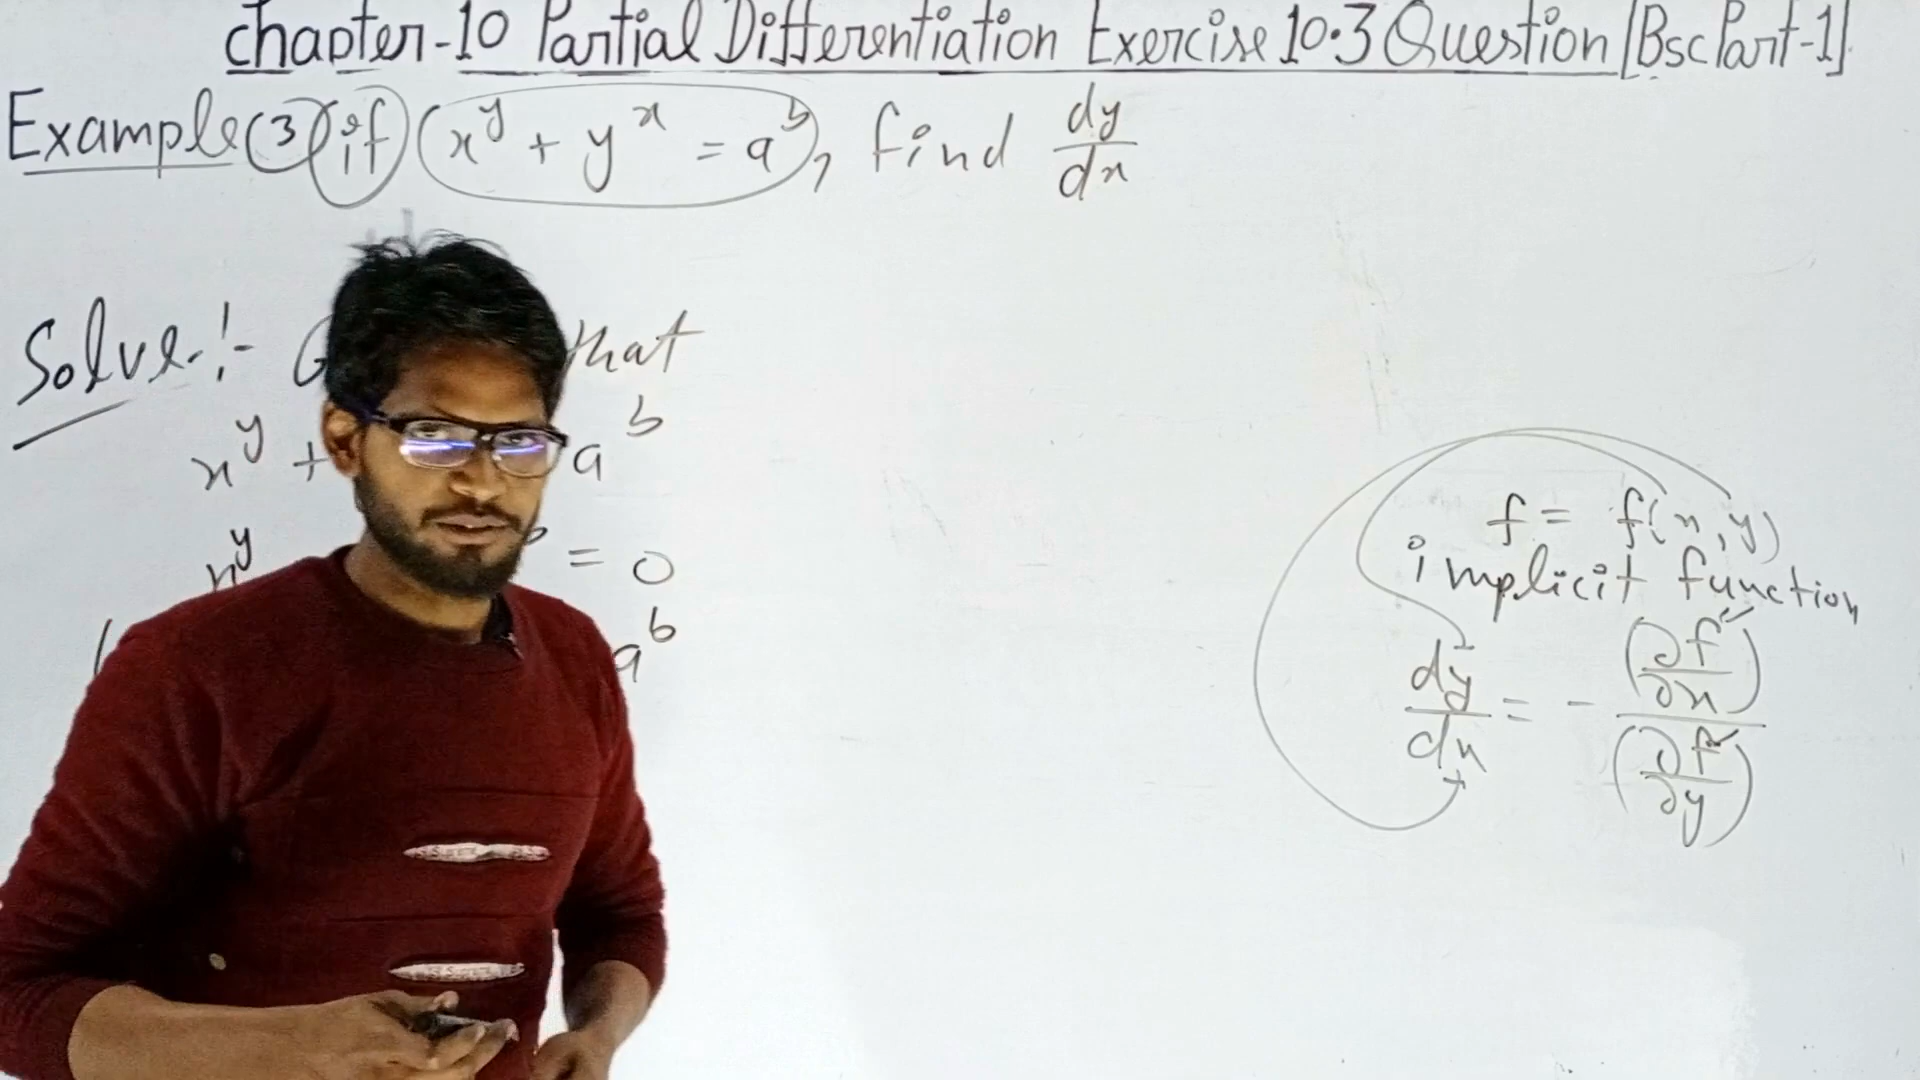 Chapter-10 Partial Differentiation Exercise 10.3 Question [Bsc Part-1]
Example (3) if (x^y + y^x = a^b), find dy/dx
Solve:- that
x^y + a^b
x^y = 0
a^b
f = f(x,y)
implicit function
dy/dx = - (∂f/∂x)/(∂f/∂y)